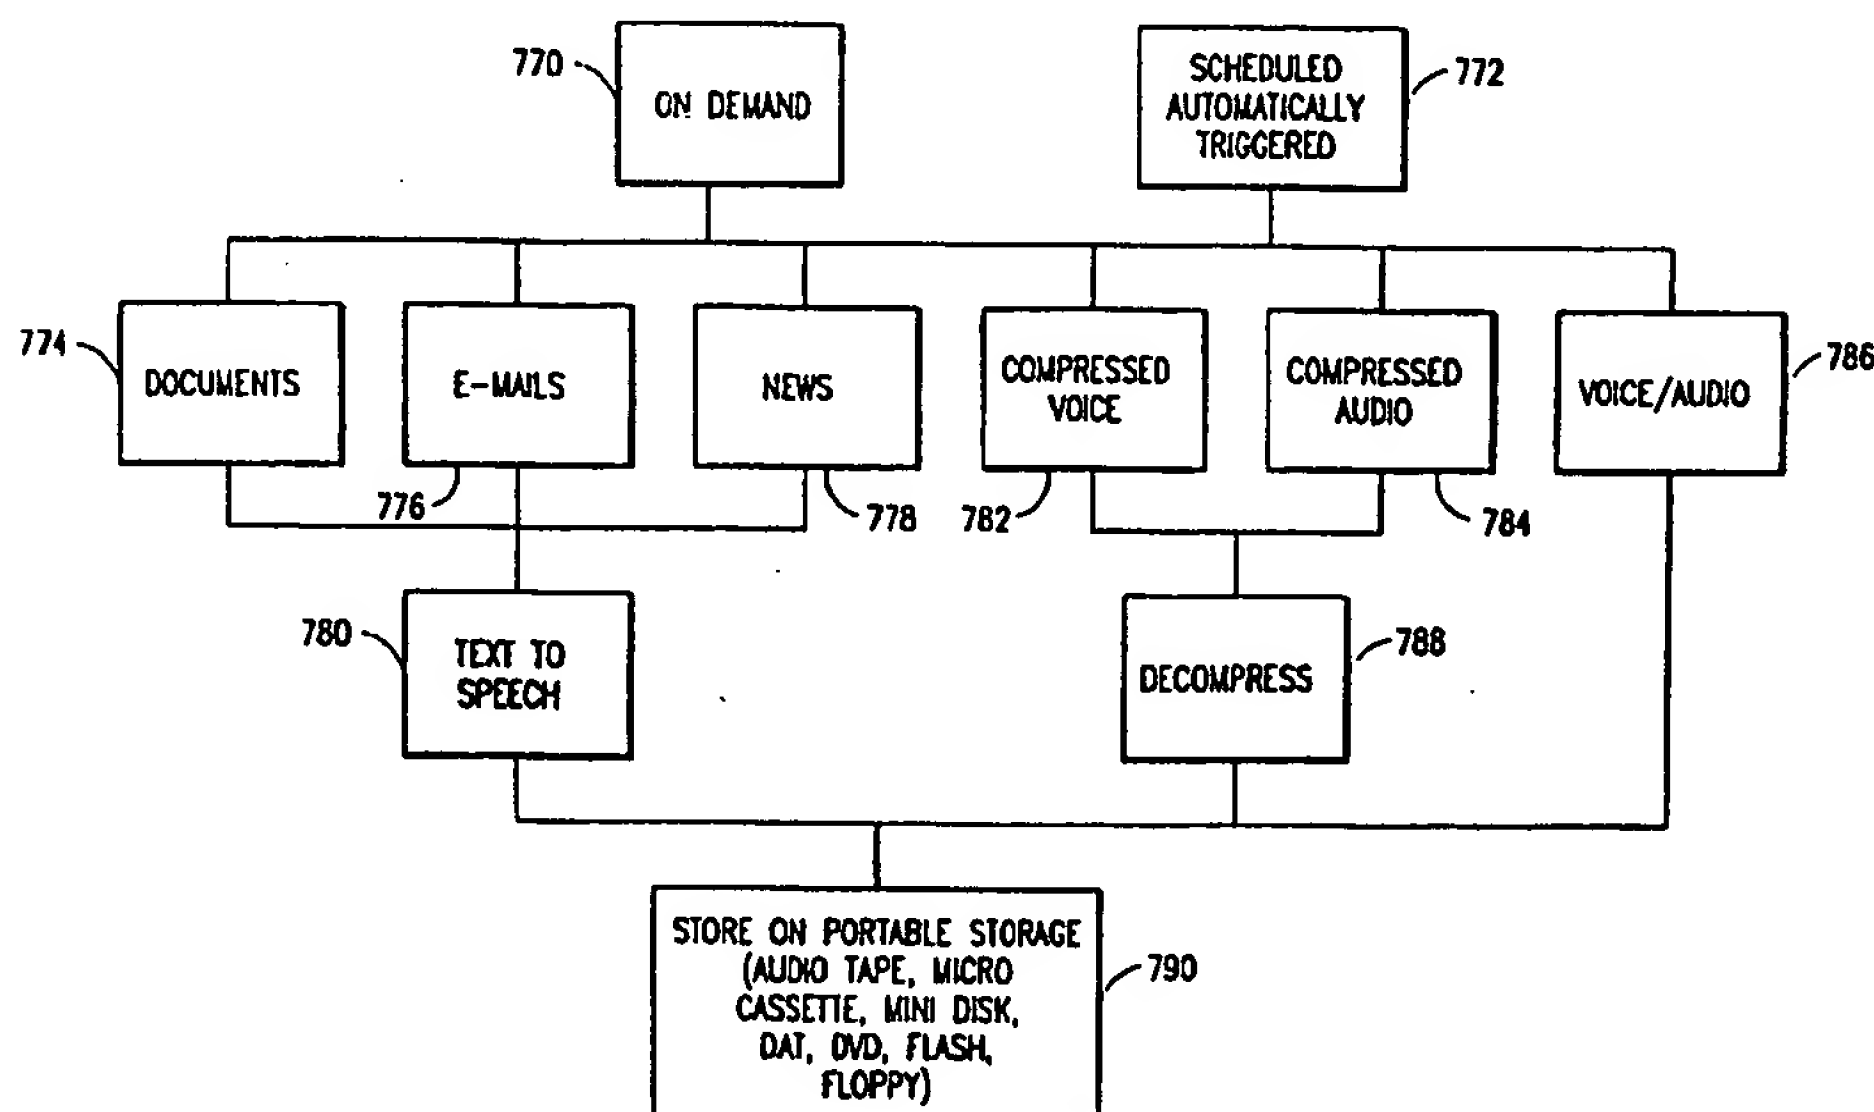 770
ON DEMAND
SCHEDULED
AUTOMATICALLY
TRIGGERED
772
774
DOCUMENTS
E-MAILS
NEWS
COMPRESSED
VOICE
COMPRESSED
AUDIO
VOICE/AUDIO
786
776
778
782
784
780
TEXT TO
SPEECH
DECOMPRESS
788
STORE ON PORTABLE STORAGE
(AUDIO TAPE, MICRO
CASSETTE, MINI DISK,
DAT, DVD, FLASH,
FLOPPY)
790